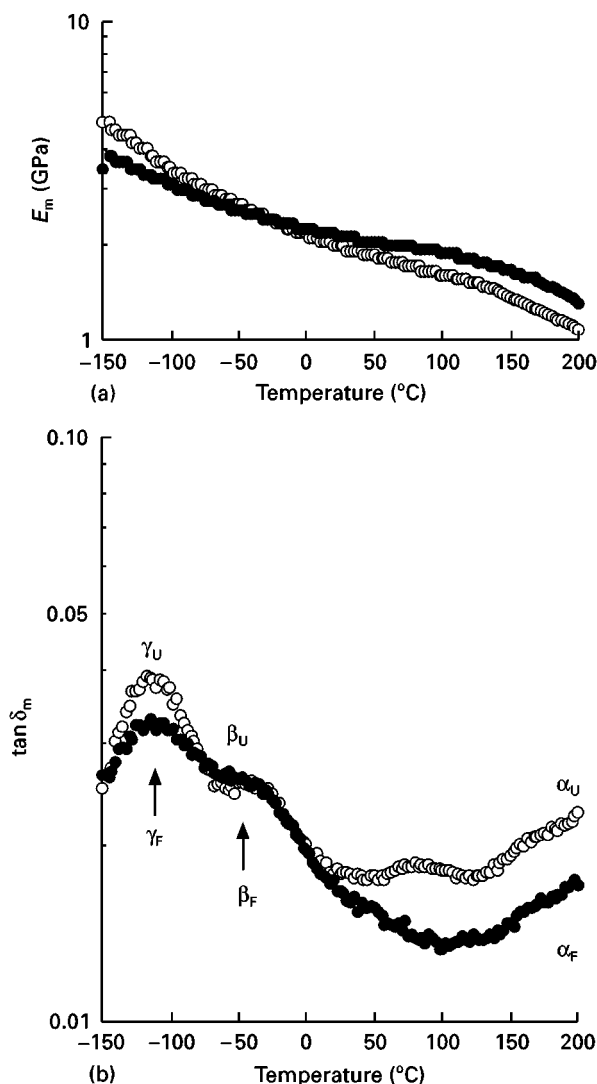 10
E_m (GPa)
1
−150 −100 −50 0 50 100 150 200
(a) Temperature (°C)
0.10
0.05
γ_U
tan δ_m
β_U
α_U
γ_F
β_F
α_F
0.01
−150 −100 −50 0 50 100 150 200
(b) Temperature (°C)